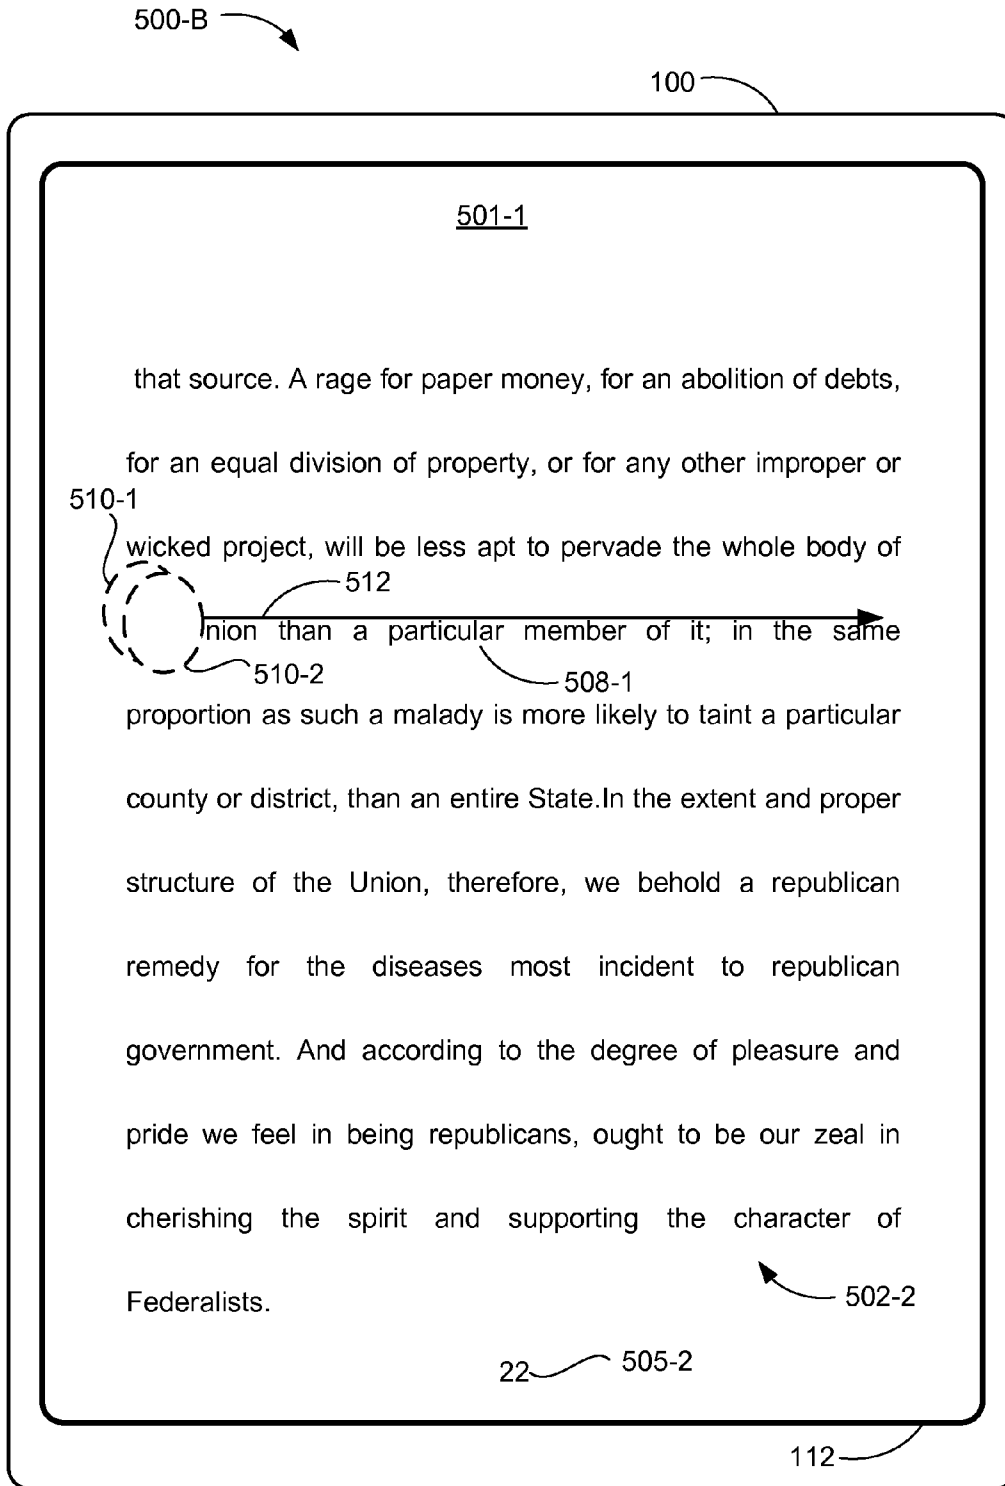 500-B
100
501-1
that source. A rage for paper money, for an abolition of debts,
for an equal division of property, or for any other improper or
510-1
wicked project, will be less apt to pervade the whole body of
512
nion than a particular member of it; in the same
510-2
508-1
proportion as such a malady is more likely to taint a particular
county or district, than an entire State.In the extent and proper
structure of the Union, therefore, we behold a republican
remedy for the diseases most incident to republican
government. And according to the degree of pleasure and
pride we feel in being republicans, ought to be our zeal in
cherishing the spirit and supporting the character of
502-2
Federalists.
22
505-2
112